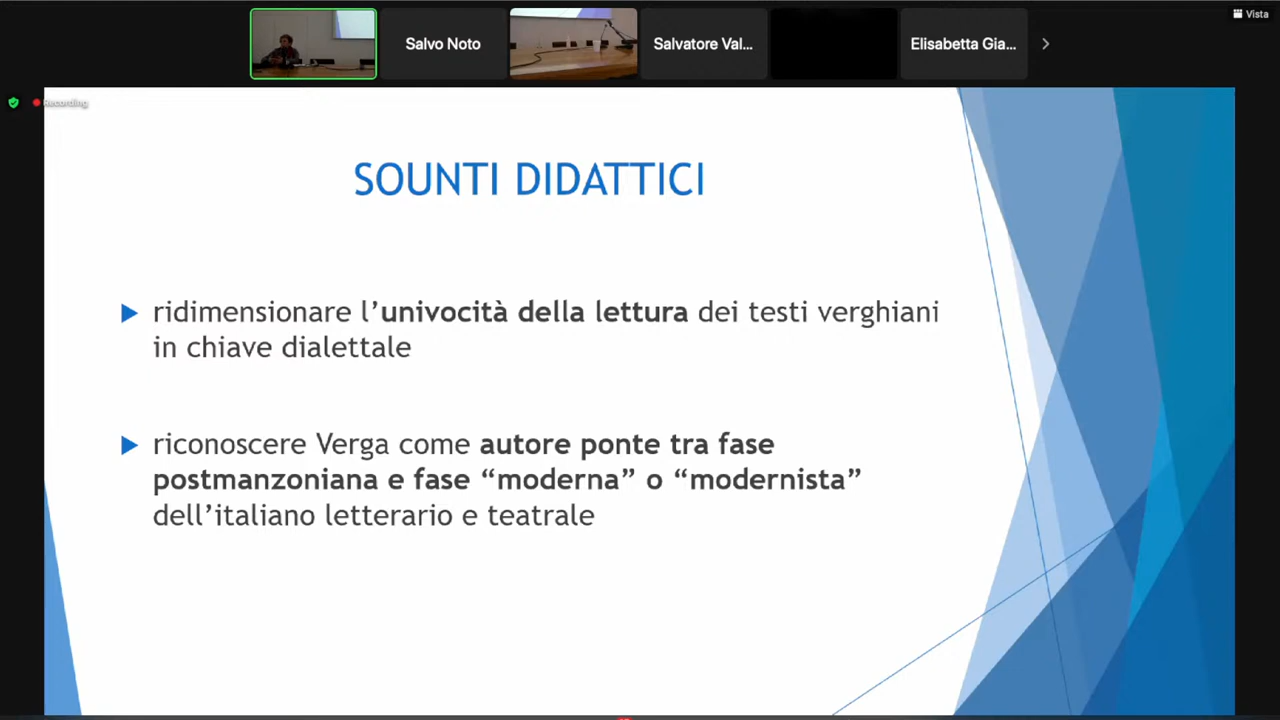 Vista
Salvo Noto
Salvatore Val...
Elisabetta Gia...
Recording
SOUNTI DIDATTICI
ridimensionare l’univocità della lettura dei testi verghiani
in chiave dialettale
riconoscere Verga come autore ponte tra fase
postmanzoniana e fase “moderna” o “modernista”
dell’italiano letterario e teatrale